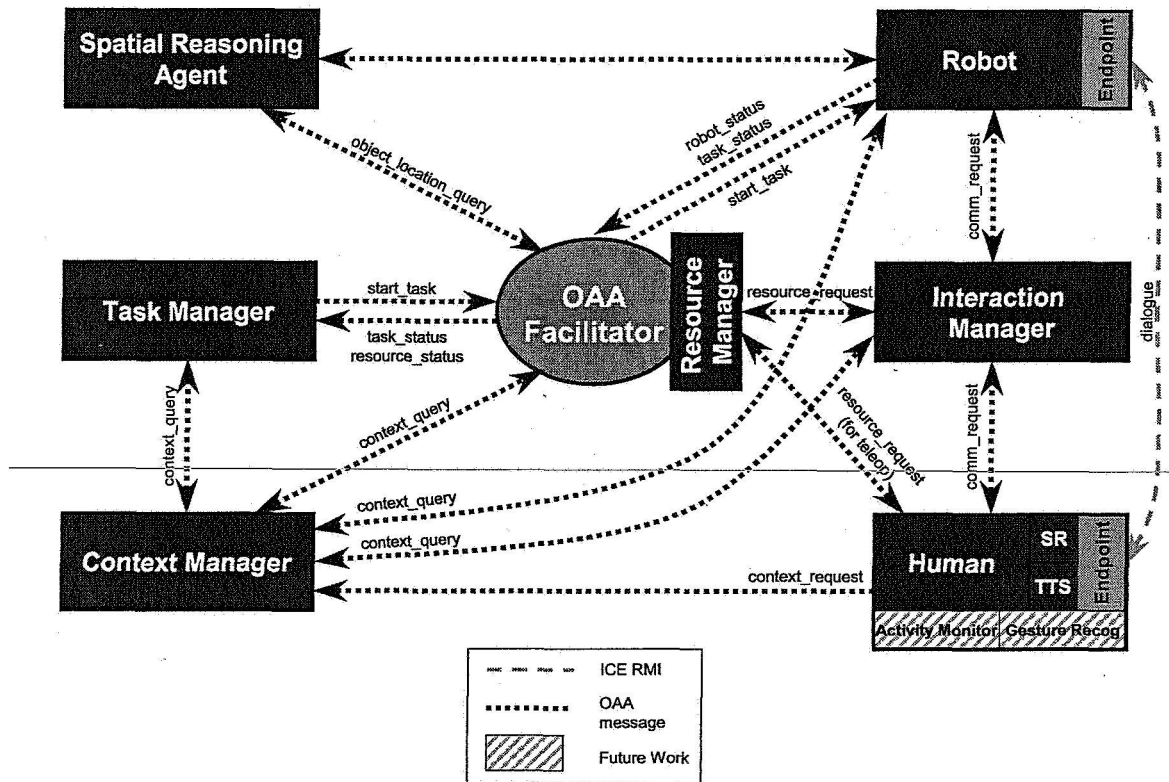 Spatial Reasoning
Agent
Robot
Endpoint
robot_status
task_status
start_task
object_location_query
comm_request
dialogue
Task Manager
start_task
task_status
resource_status
OAA
Facilitator
Resource
Manager
resource_request
Interaction
Manager
context_query
context_query
resource_request
(for teleop)
comm_request
Context Manager
context_query
context_query
context_request
Human
SR
TTS
Endpoint
Activity Monitor
Gesture Recog
ICE RMI
OAA
message
Future Work